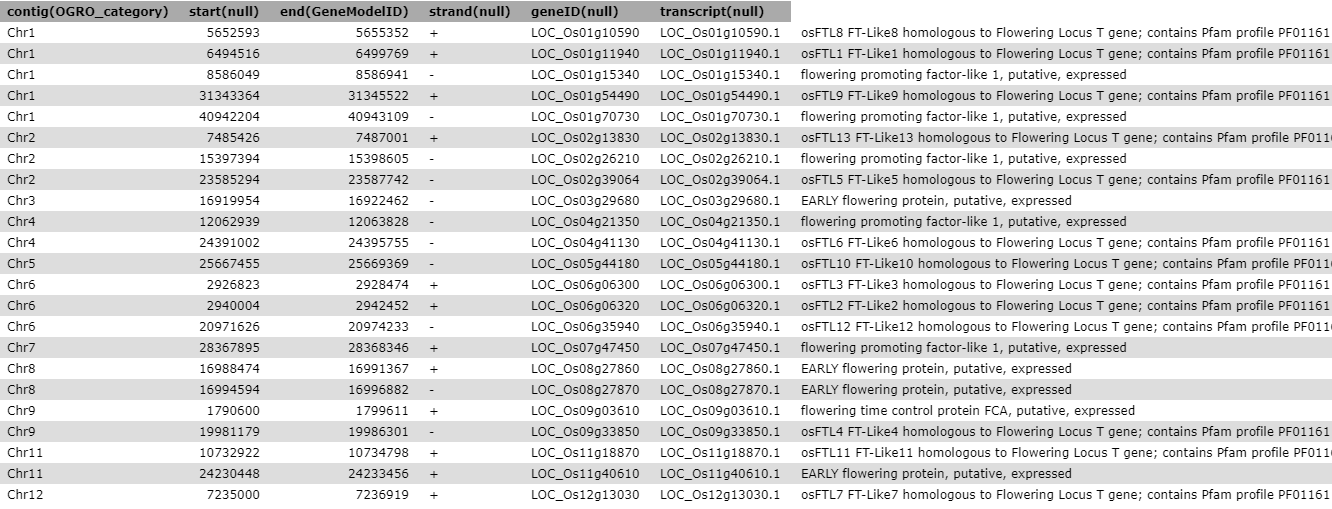 contig(OGRO_category) start(null) end(GeneModelID) strand(null) geneID(null) transcript(null)
Chr1 5652593 5655352 + LOC_Os01g10590 LOC_Os01g10590.1 osFTL8 FT-Like8 homologous to Flowering Locus T gene; contains Pfam profile PF01161
Chr1 6494516 6499769 + LOC_Os01g11940 LOC_Os01g11940.1 osFTL1 FT-Like1 homologous to Flowering Locus T gene; contains Pfam profile PF01161
Chr1 8586049 8586941 - LOC_Os01g15340 LOC_Os01g15340.1 flowering promoting factor-like 1, putative, expressed
Chr1 31343364 31345522 + LOC_Os01g54490 LOC_Os01g54490.1 osFTL9 FT-Like9 homologous to Flowering Locus T gene; contains Pfam profile PF01161
Chr1 40942204 40943109 - LOC_Os01g70730 LOC_Os01g70730.1 flowering promoting factor-like 1, putative, expressed
Chr2 7485426 7487001 + LOC_Os02g13830 LOC_Os02g13830.1 osFTL13 FT-Like13 homologous to Flowering Locus T gene; contains Pfam profile PF0116
Chr2 15397394 15398605 - LOC_Os02g26210 LOC_Os02g26210.1 flowering promoting factor-like 1, putative, expressed
Chr2 23585294 23587742 - LOC_Os02g39064 LOC_Os02g39064.1 osFTL5 FT-Like5 homologous to Flowering Locus T gene; contains Pfam profile PF01161
Chr3 16919954 16922462 - LOC_Os03g29680 LOC_Os03g29680.1 EARLY flowering protein, putative, expressed
Chr4 12062939 12063828 - LOC_Os04g21350 LOC_Os04g21350.1 flowering promoting factor-like 1, putative, expressed
Chr4 24391002 24395755 - LOC_Os04g41130 LOC_Os04g41130.1 osFTL6 FT-Like6 homologous to Flowering Locus T gene; contains Pfam profile PF01161
Chr5 25667455 25669369 - LOC_Os05g44180 LOC_Os05g44180.1 osFTL10 FT-Like10 homologous to Flowering Locus T gene; contains Pfam profile PF0116
Chr6 2926823 2928474 + LOC_Os06g06300 LOC_Os06g06300.1 osFTL3 FT-Like3 homologous to Flowering Locus T gene; contains Pfam profile PF01161
Chr6 2940004 2942452 + LOC_Os06g06320 LOC_Os06g06320.1 osFTL2 FT-Like2 homologous to Flowering Locus T gene; contains Pfam profile PF01161
Chr6 20971626 20974233 - LOC_Os06g35940 LOC_Os06g35940.1 osFTL12 FT-Like12 homologous to Flowering Locus T gene; contains Pfam profile PF0116
Chr7 28367895 28368346 + LOC_Os07g47450 LOC_Os07g47450.1 flowering promoting factor-like 1, putative, expressed
Chr8 16988474 16991367 + LOC_Os08g27860 LOC_Os08g27860.1 EARLY flowering protein, putative, expressed
Chr8 16994594 16996882 - LOC_Os08g27870 LOC_Os08g27870.1 EARLY flowering protein, putative, expressed
Chr9 1790600 1799611 + LOC_Os09g03610 LOC_Os09g03610.1 flowering time control protein FCA, putative, expressed
Chr9 19981179 19986301 - LOC_Os09g33850 LOC_Os09g33850.1 osFTL4 FT-Like4 homologous to Flowering Locus T gene; contains Pfam profile PF01161
Chr11 10732922 10734798 + LOC_Os11g18870 LOC_Os11g18870.1 osFTL11 FT-Like11 homologous to Flowering Locus T gene; contains Pfam profile PF0116
Chr11 24230448 24233456 + LOC_Os11g40610 LOC_Os11g40610.1 EARLY flowering protein, putative, expressed
Chr12 7235000 7236919 + LOC_Os12g13030 LOC_Os12g13030.1 osFTL7 FT-Like7 homologous to Flowering Locus T gene; contains Pfam profile PF01161